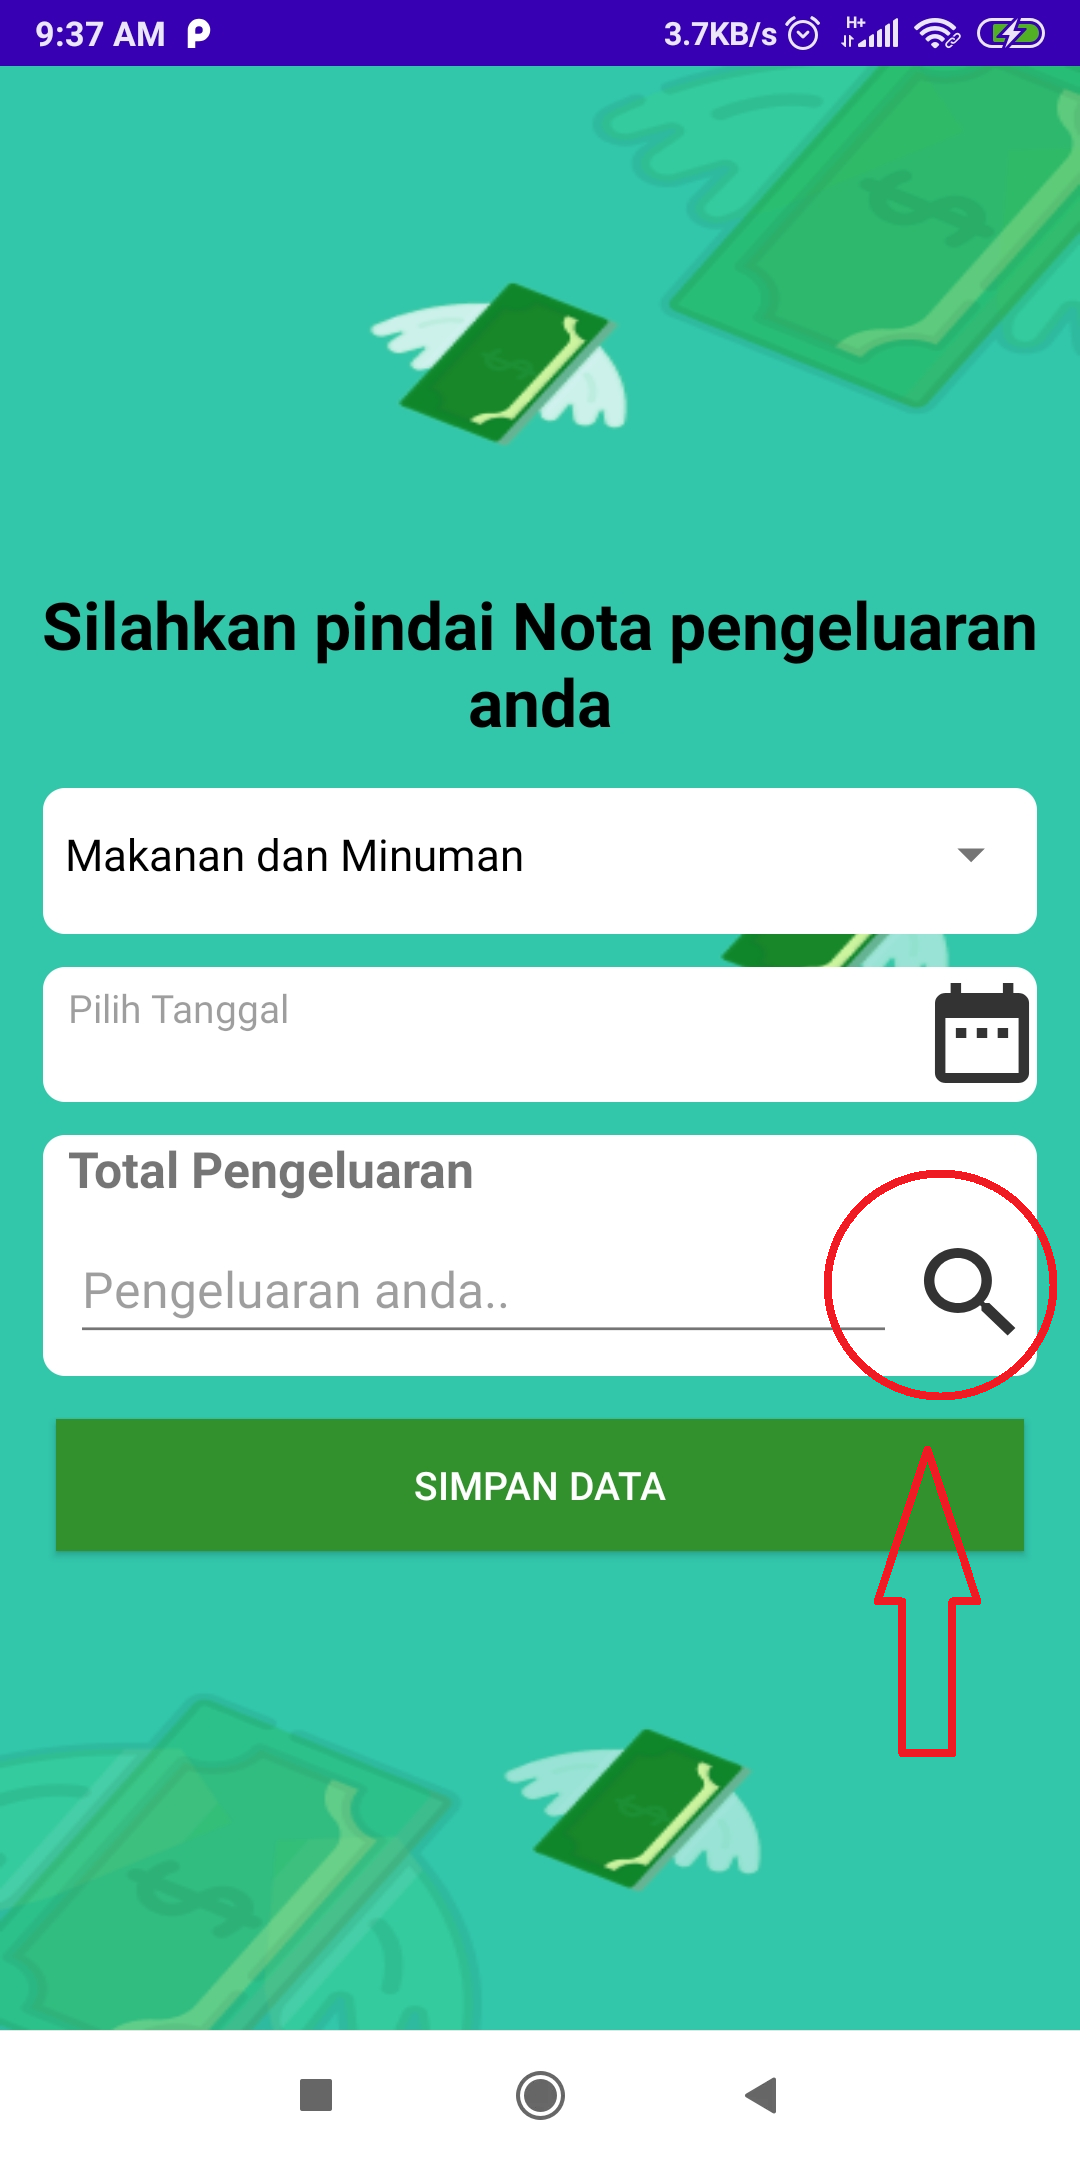 9:37 AM
3.7KB/s H+
Silahkan pindai Nota pengeluaran
anda
Makanan dan Minuman
Pilih Tanggal
Total Pengeluaran
Pengeluaran anda..
SIMPAN DATA